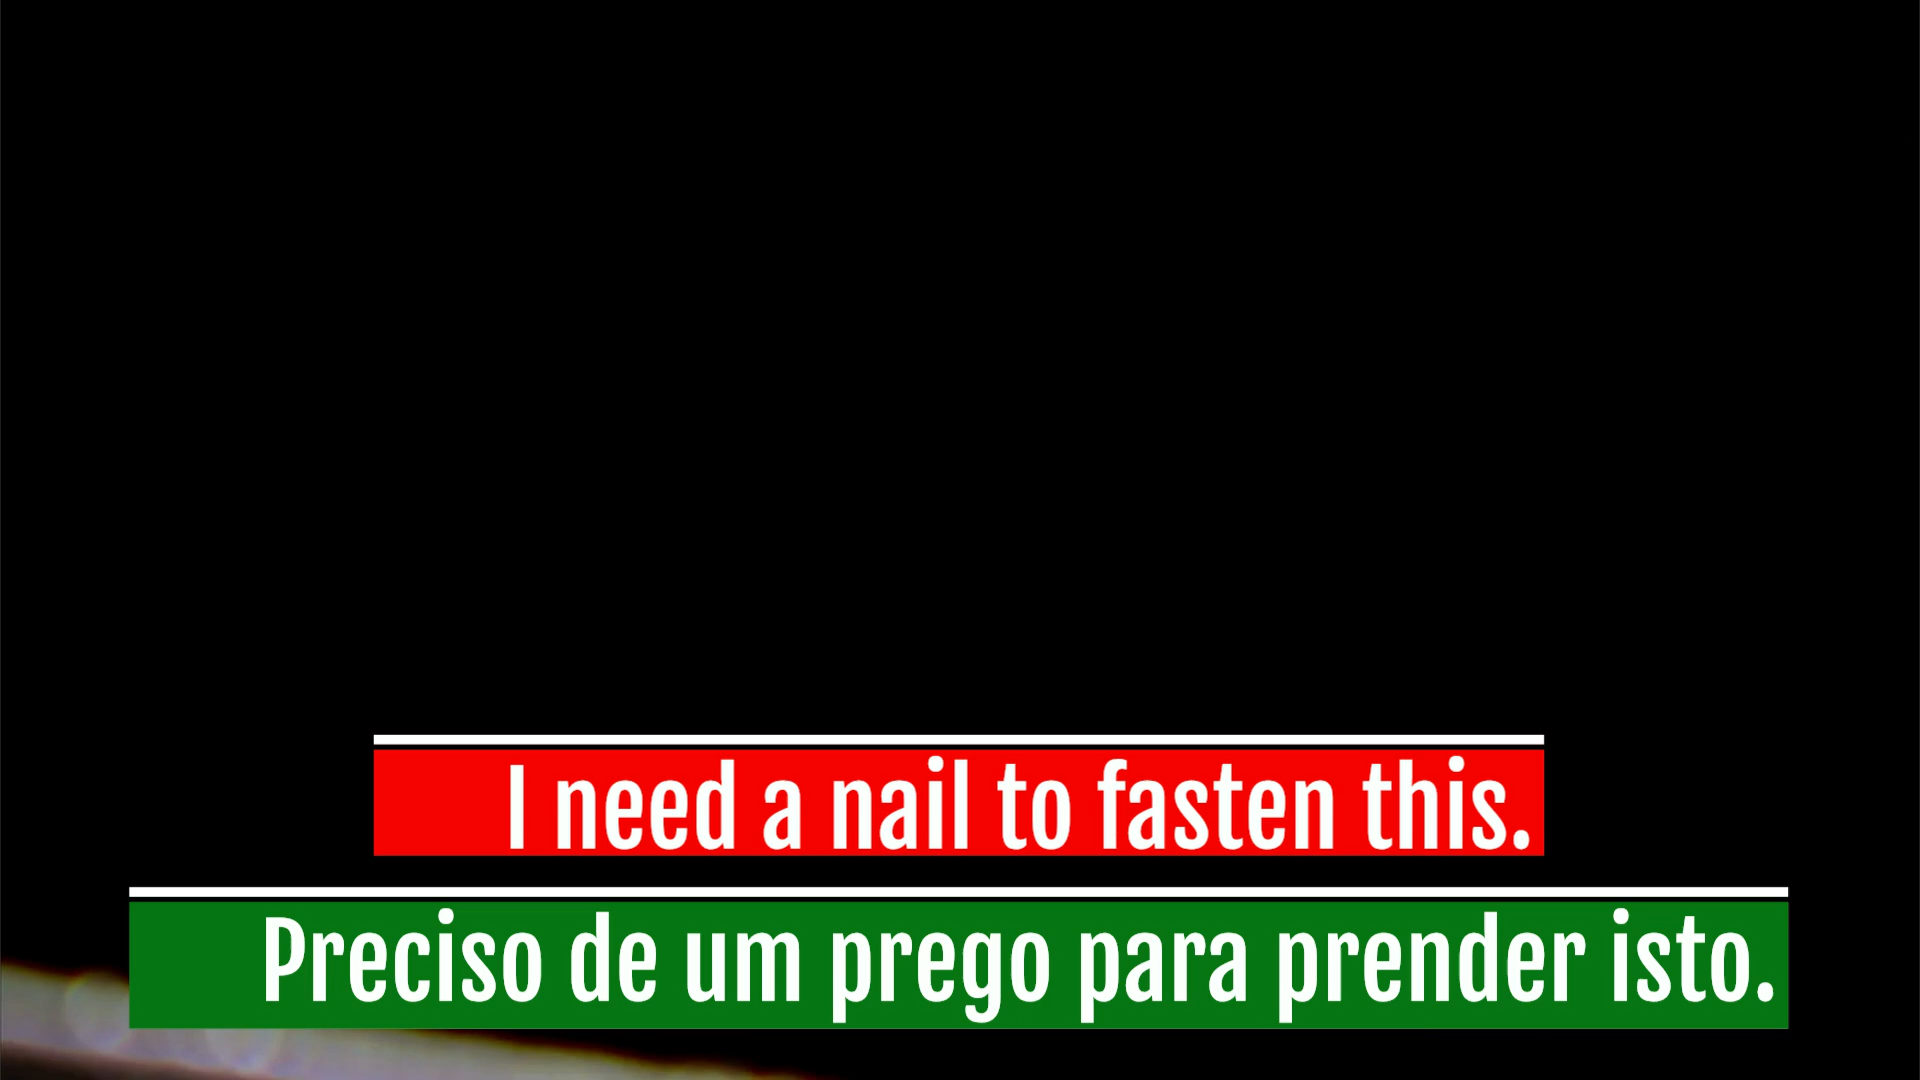 I need a nail to fasten this.
Preciso de um prego para prender isto.